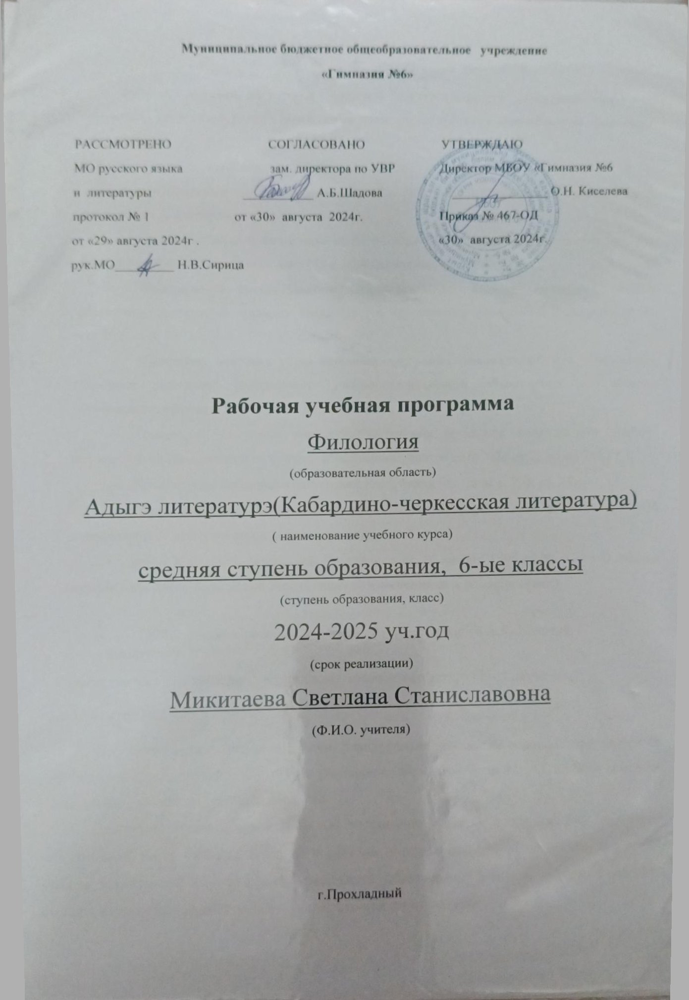 Муниципальное бюджетное общеобразовательное учреждение
«Гимназия №6»
РАССМОТРЕНО СОГЛАСОВАНО УТВЕРЖДАЮ
МО русского языка зам. директора по УВР Директор МБОУ «Гимназия №6
и литературы ____________ А.Б.Шадова ________________ О.Н. Киселева
протокол № 1 от «30» августа 2024г. Приказ № 467-ОД
от «29» августа 2024г . «30» августа 2024г.
рук.МО__________ Н.В.Сирица
Рабочая учебная программа
Филология
(образовательная область)
Адыгэ литературэ(Кабардино-черкесская литература)
( наименование учебного курса)
средняя ступень образования, 6-ые классы
(ступень образования, класс)
2024-2025 уч.год
(срок реализации)
Микитаева Светлана Станиславовна
(Ф.И.О. учителя)
г.Прохладный